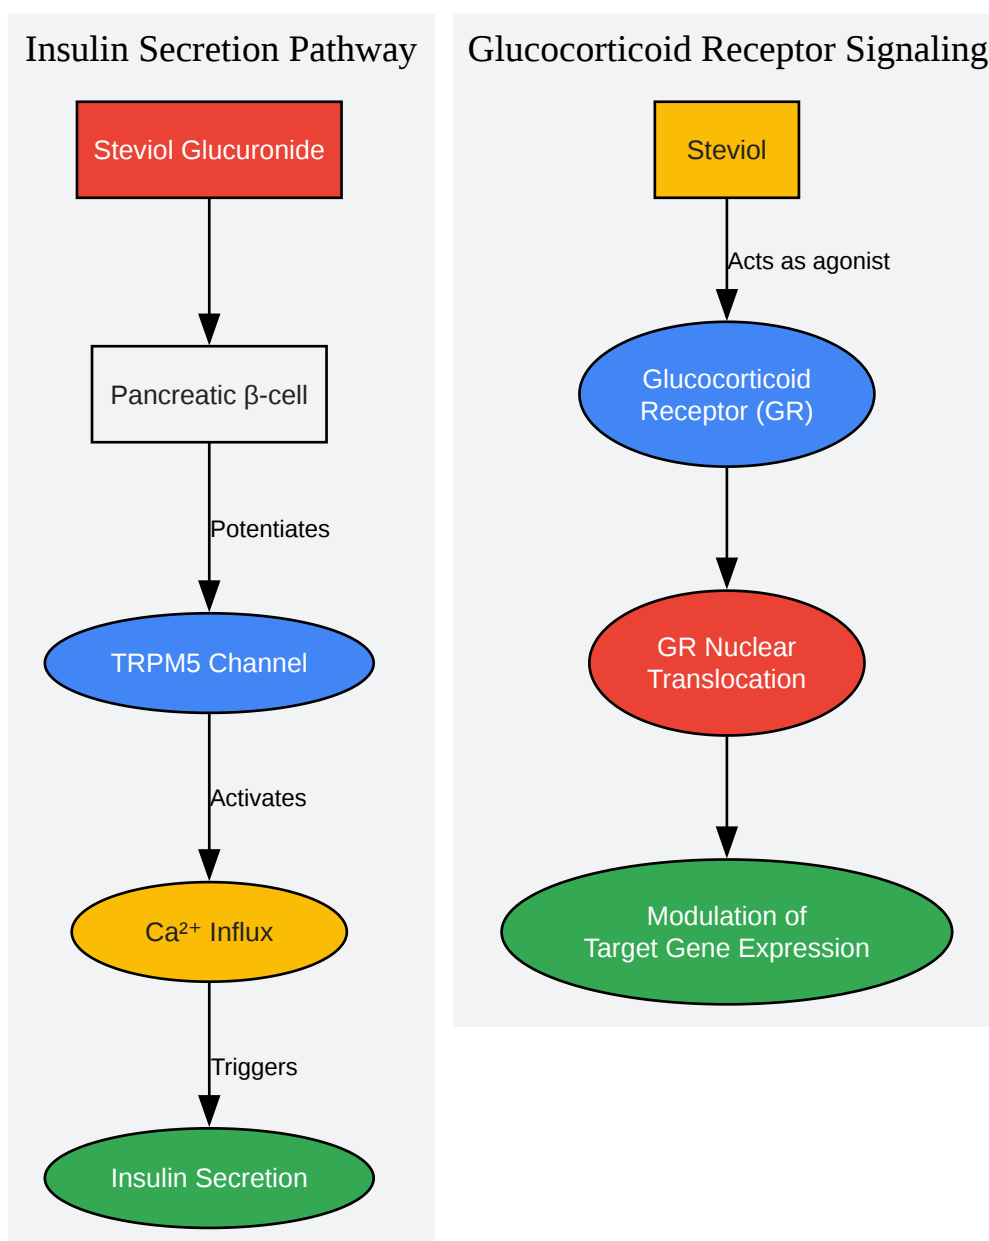 Insulin Secretion Pathway
Steviol Glucuronide
Pancreatic β-cell
Potentiates
TRPM5 Channel
Activates
Ca²⁺ Influx
Triggers
Insulin Secretion
Glucocorticoid Receptor Signaling
Steviol
Acts as agonist
Glucocorticoid
Receptor (GR)
GR Nuclear
Translocation
Modulation of
Target Gene Expression